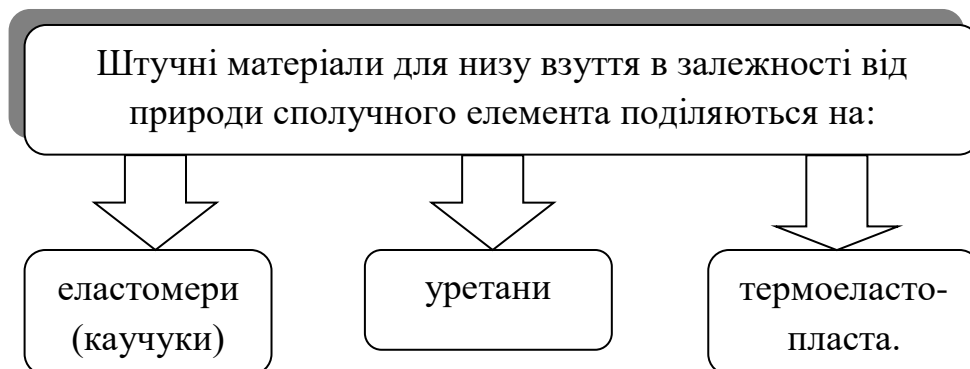 Штучні матеріали для низу взуття в залежності від
природи сполучного елемента поділяються на:
еластомери
(каучуки)
уретани
термоеласто-
пласта.